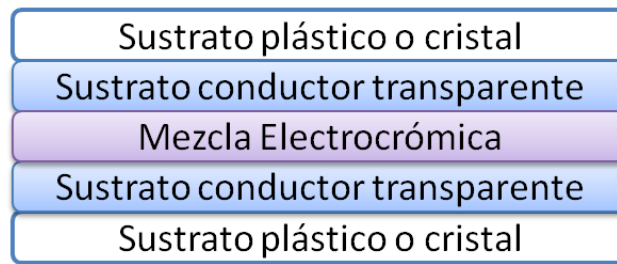 Sustrato plástico o cristal
Sustrato conductor transparente
Mezcla Electrocrómica
Sustrato conductor transparente
Sustrato plástico o cristal